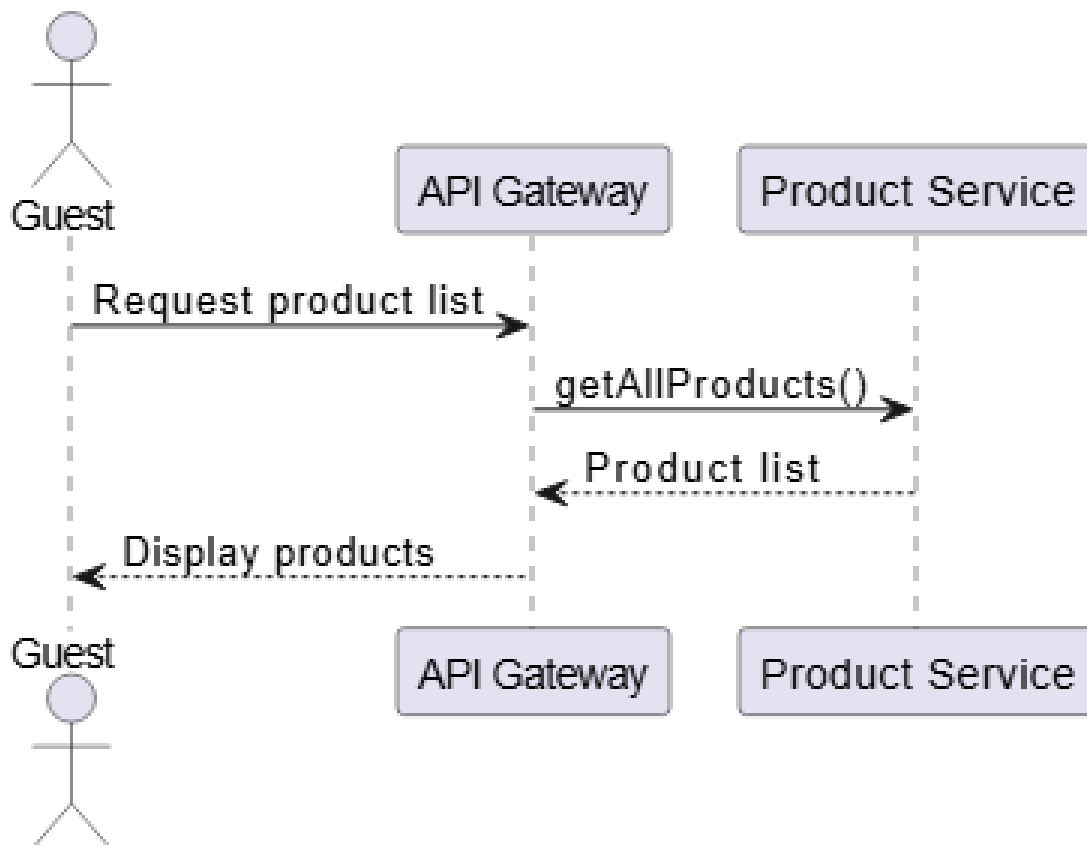 Guest
API Gateway
Product Service
Request product list
getAllProducts()
Product list
Display products
Guest
API Gateway
Product Service